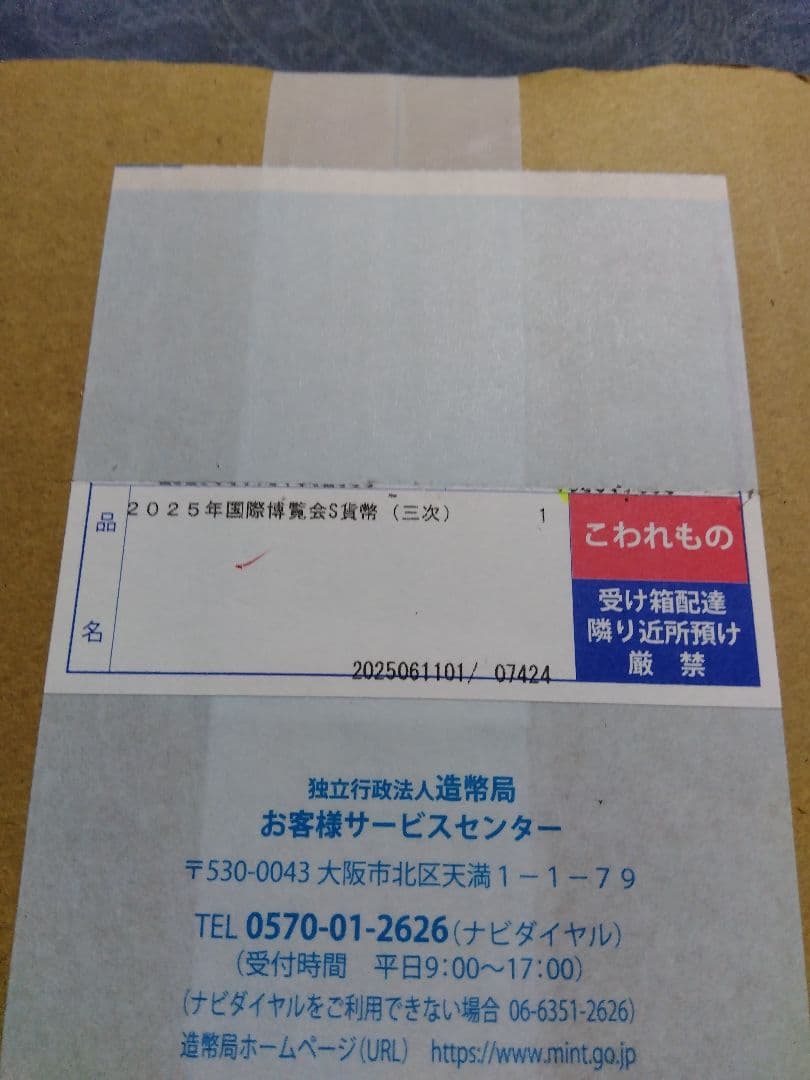 品名
２０２５年国際博覧会S貨幣（三次） 1
こわれもの
受け箱配達
隣り近所預け
厳 禁
2025061101/ 07424
独立行政法人造幣局
お客様サービスセンター
〒530-0043 大阪市北区天満１－１－７９
TEL 0570-01-2626（ナビダイヤル）
（受付時間 平日9:00～17:00）
（ナビダイヤルをご利用できない場合 06-6351-2626）
造幣局ホームページ（URL） https://www.mint.go.jp